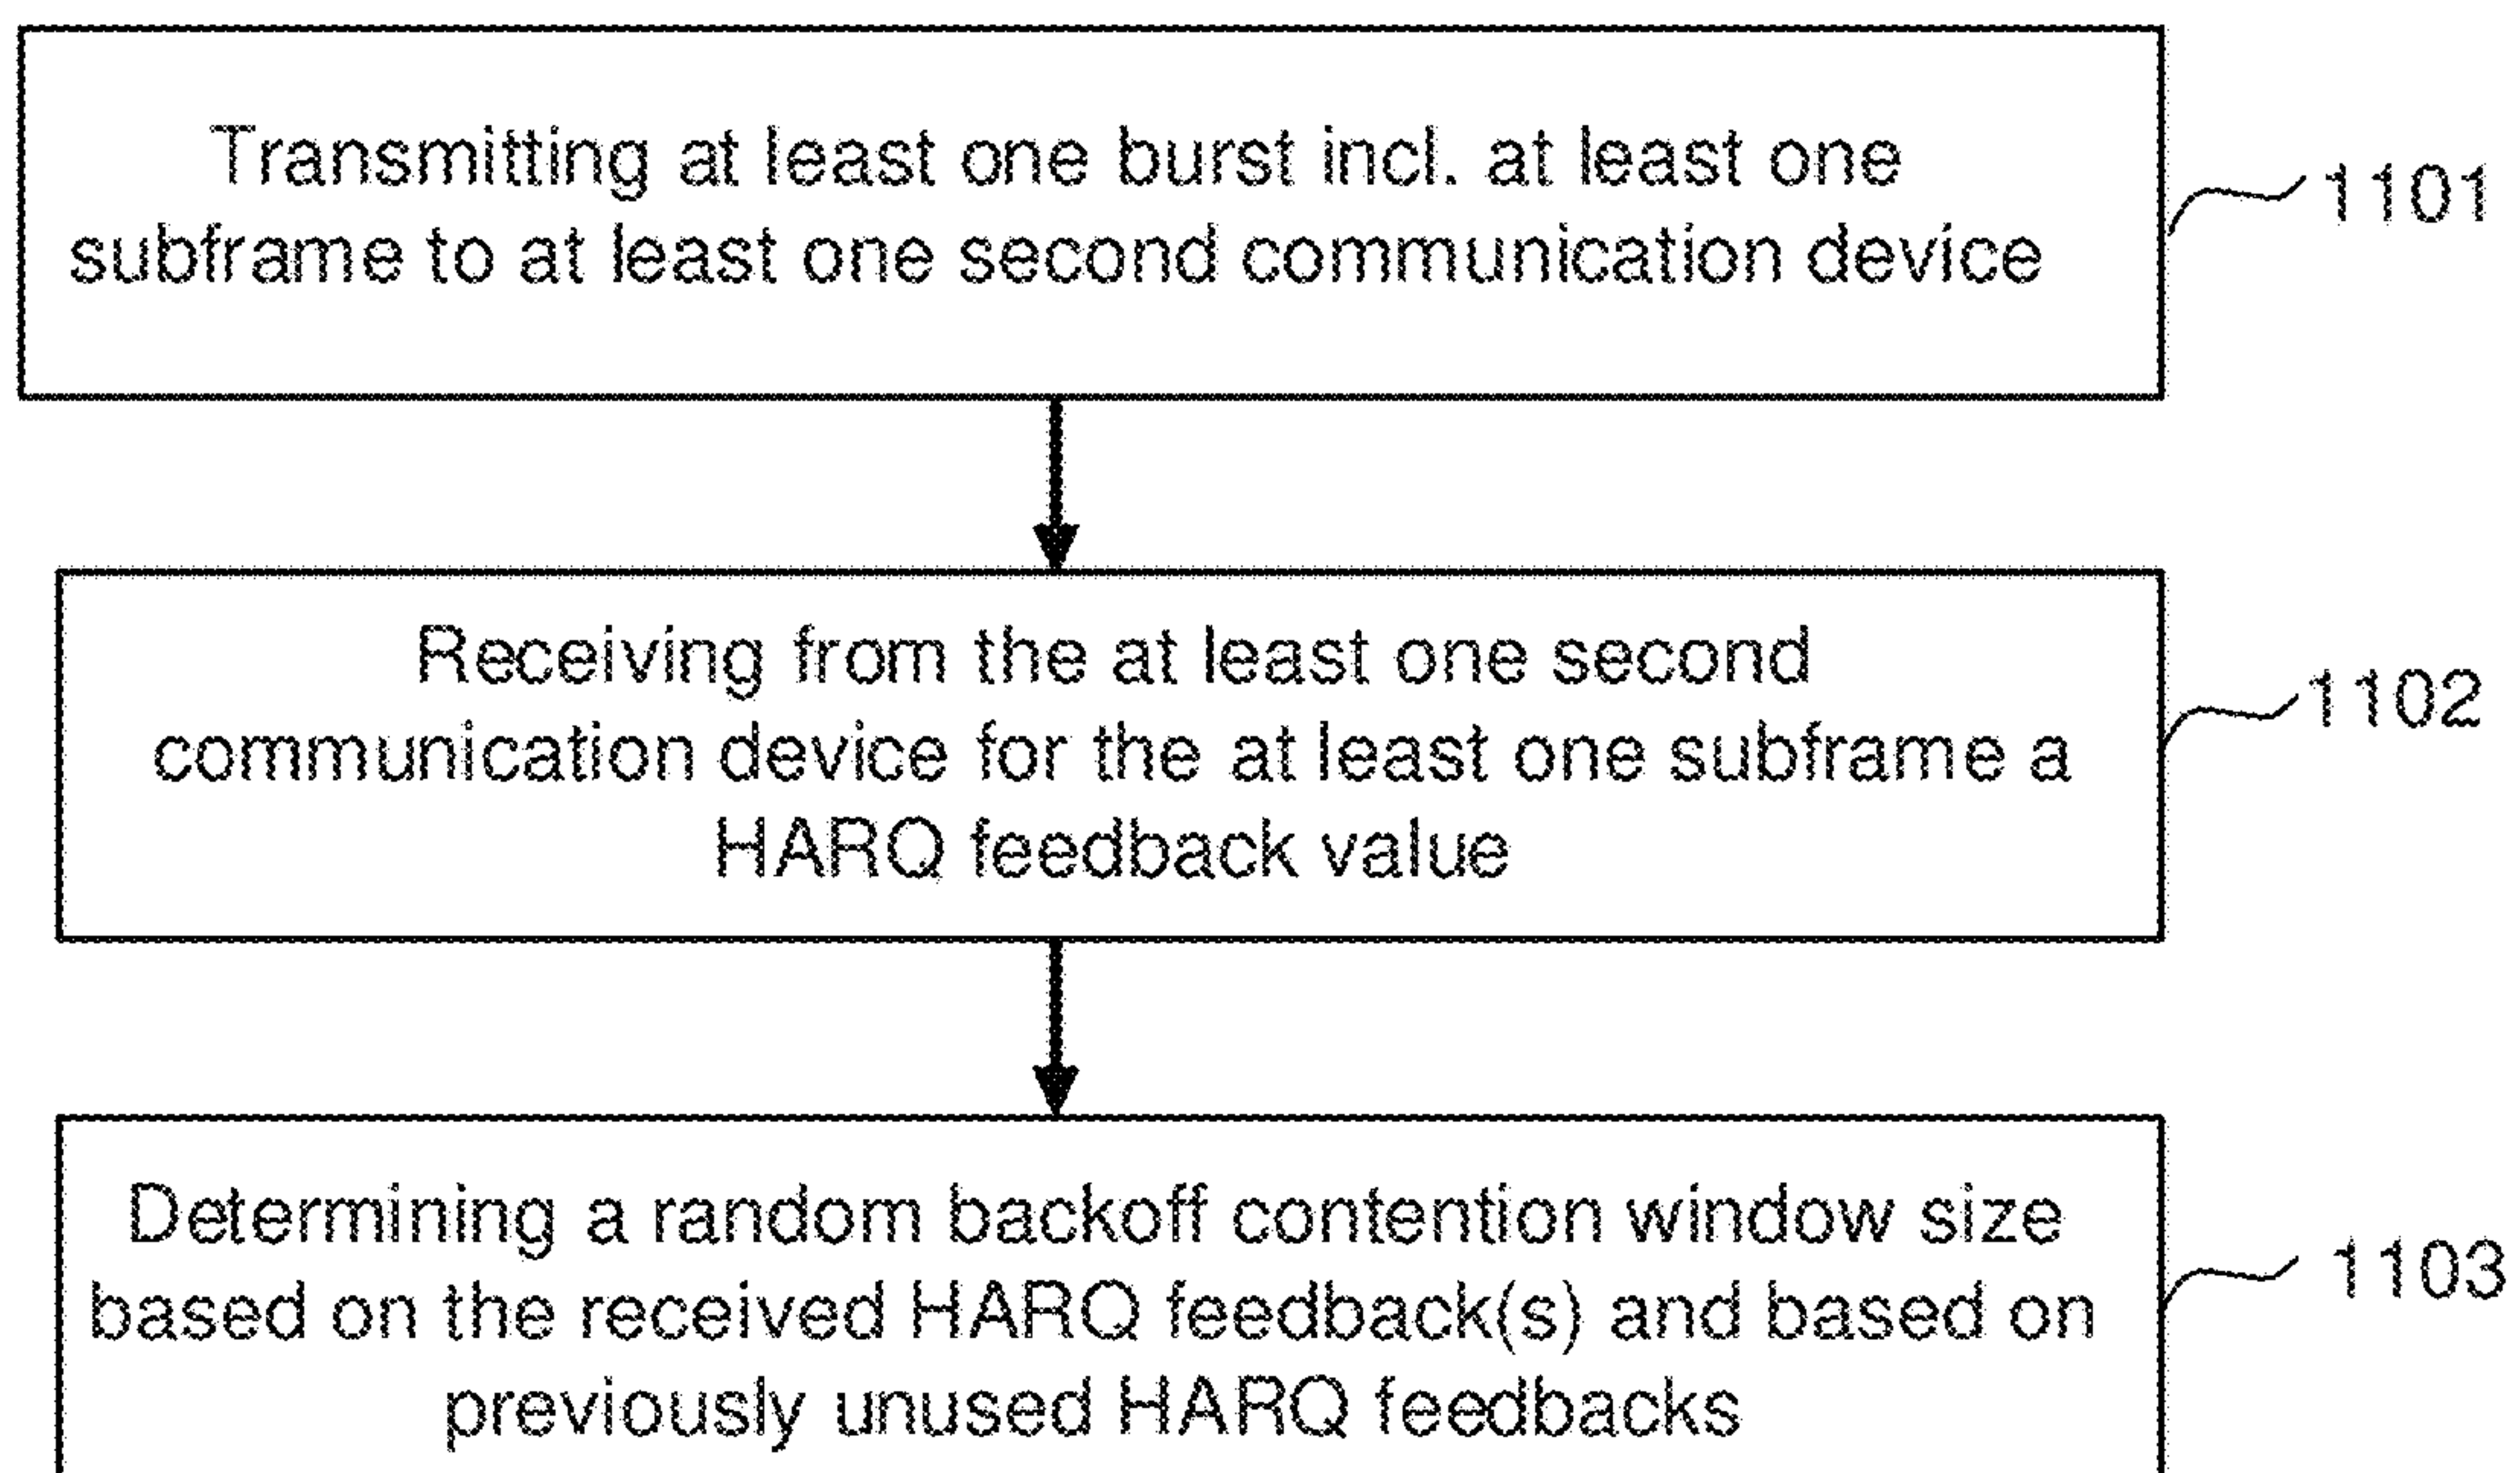 Transmitting at least one burst incl. at least one
subframe to at least one second communication device
1101
Receiving from the at least one second
communication device for the at least one subframe a
HARQ feedback value
1102
Determining a random backoff contention window size
based on the received HARQ feedback(s) and based on
previously unused HARQ feedbacks
1103